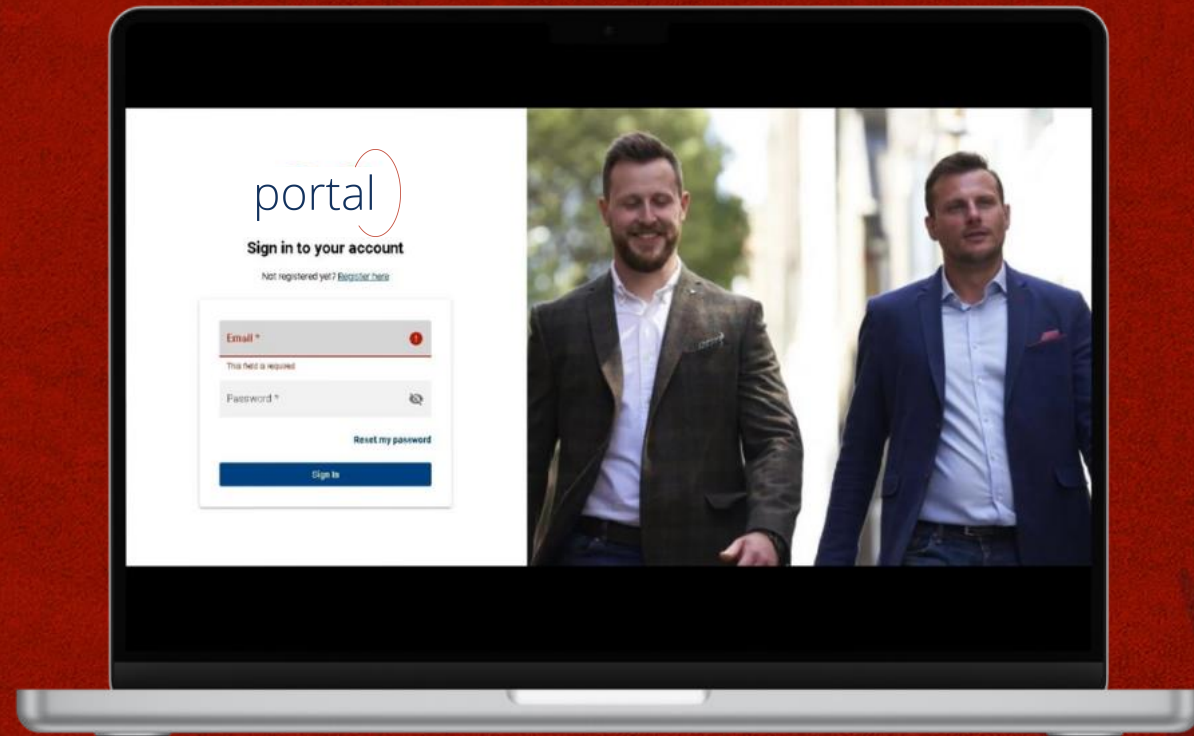 portal
Sign in to your account
Not registered yet? Register here
Email *
This field is required
Password *
Reset my password
Sign In